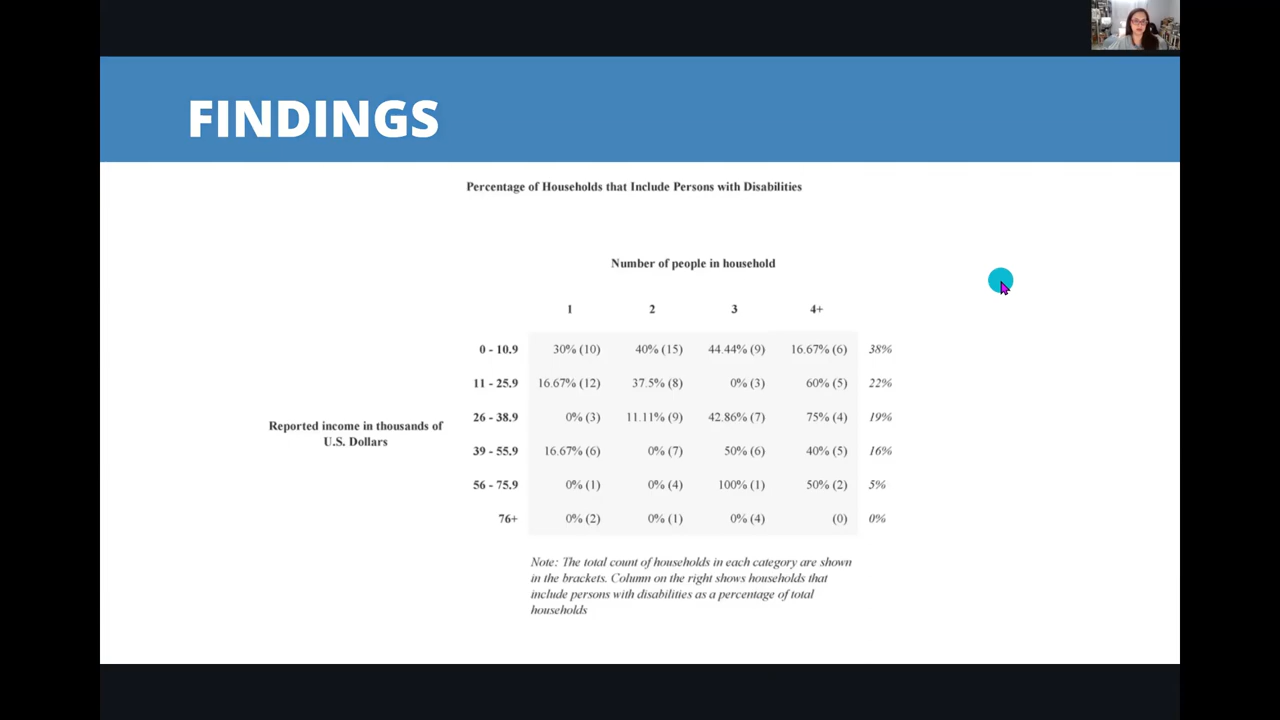 FINDINGS
Percentage of Households that Include Persons with Disabilities
Number of people in household
1 2 3 4+
0 - 10.9 30% (10) 40% (15) 44.44% (9) 16.67% (6) 38%
11 - 25.9 16.67% (12) 37.5% (8) 0% (3) 60% (5) 22%
26 - 38.9 0% (3) 11.11% (9) 42.86% (7) 75% (4) 19%
Reported income in thousands of
U.S. Dollars
39 - 55.9 16.67% (6) 0% (7) 50% (6) 40% (5) 16%
56 - 75.9 0% (1) 0% (4) 100% (1) 50% (2) 5%
76+ 0% (2) 0% (1) 0% (4) (0) 0%
Note: The total count of households in each category are shown
in the brackets. Column on the right shows households that
include persons with disabilities as a percentage of total
households